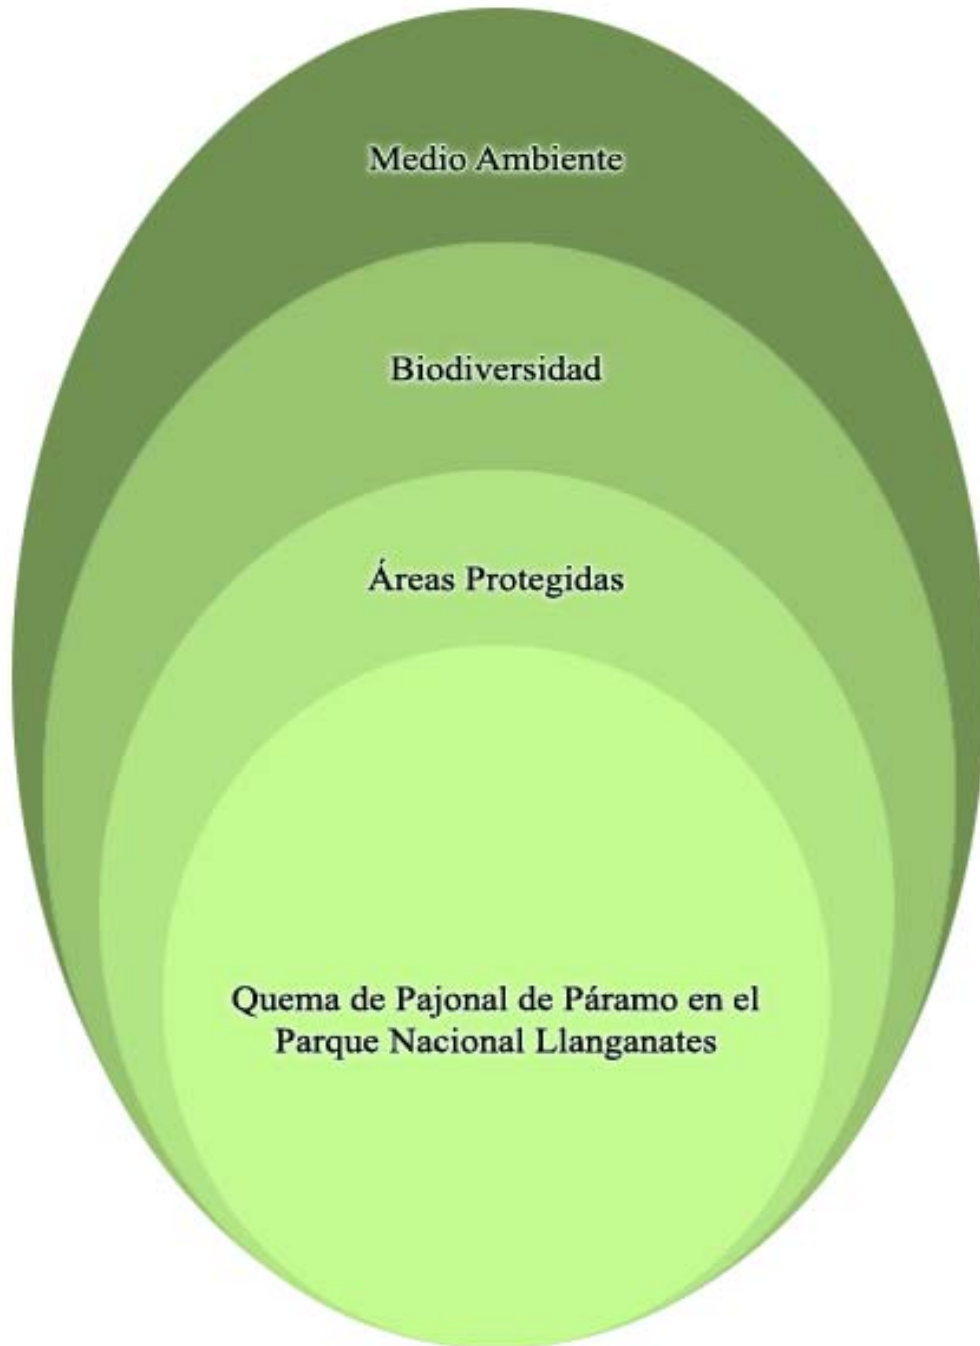 Medio Ambiente
Biodiversidad
Áreas Protegidas
Quema de Pajonal de Páramo en el
Parque Nacional Llanganates